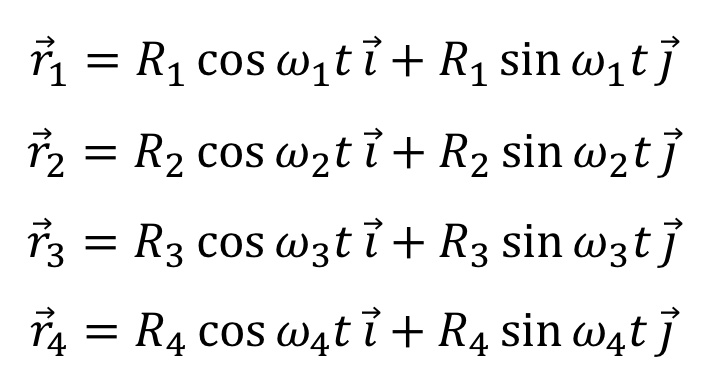 r⃗₁ = R₁ cos ω₁t i⃗ + R₁ sin ω₁t j⃗
r⃗₂ = R₂ cos ω₂t i⃗ + R₂ sin ω₂t j⃗
r⃗₃ = R₃ cos ω₃t i⃗ + R₃ sin ω₃t j⃗
r⃗₄ = R₄ cos ω₄t i⃗ + R₄ sin ω₄t j⃗